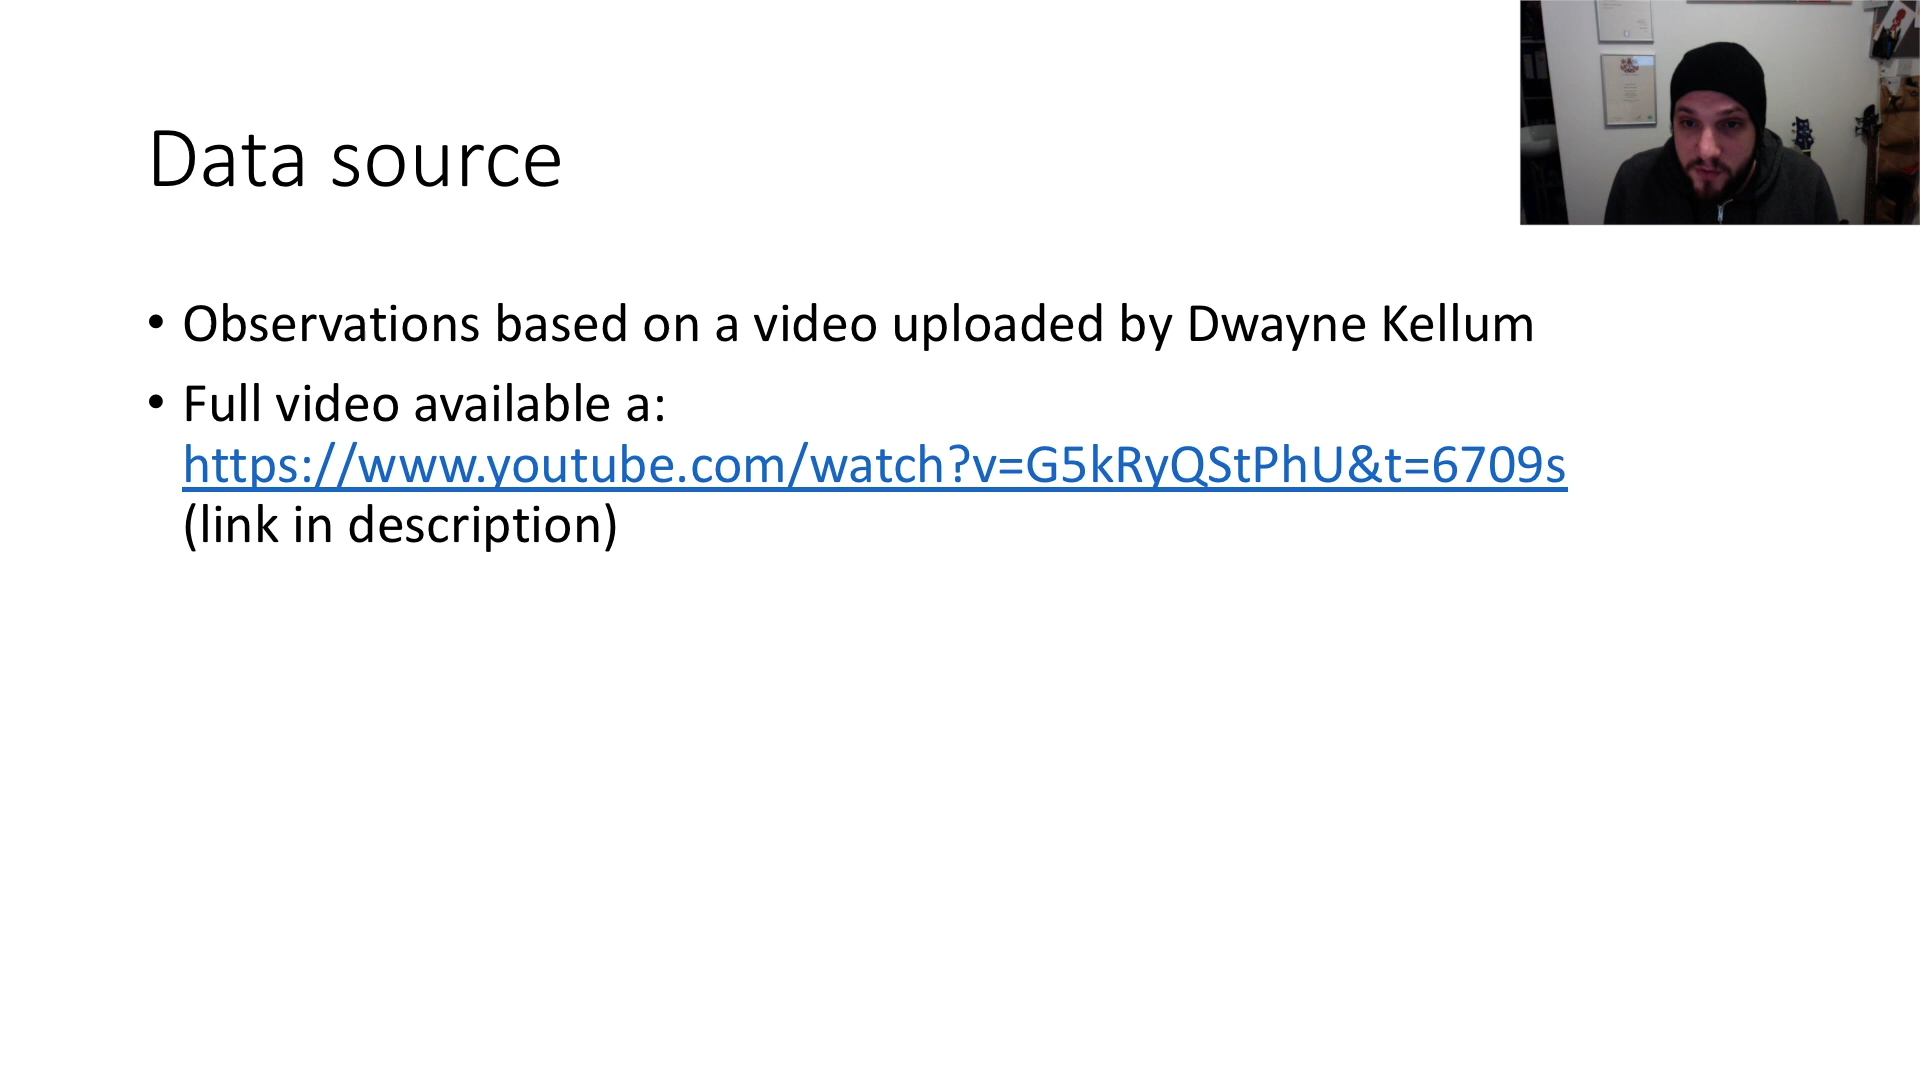 Data source
• Observations based on a video uploaded by Dwayne Kellum
• Full video available a:
https://www.youtube.com/watch?v=G5kRyQStPhU&t=6709s
(link in description)